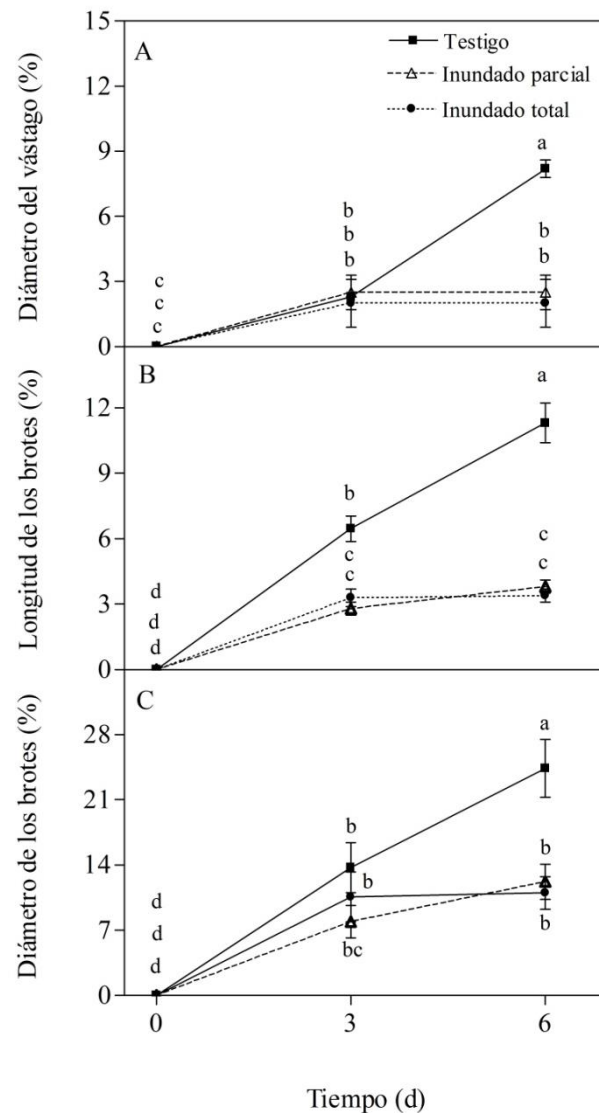 Diámetro del vástago (%)
15
12
9
6
3
0
A
Testigo
Inundado parcial
Inundado total
c
c
c
b
b
b
a
b
b
Longitud de los brotes (%)
12
9
6
3
0
B
d
d
d
b
c
c
a
c
c
Diámetro de los brotes (%)
28
21
14
7
0
C
d
d
d
b
b
bc
a
b
b
0
3
6
Tiempo (d)